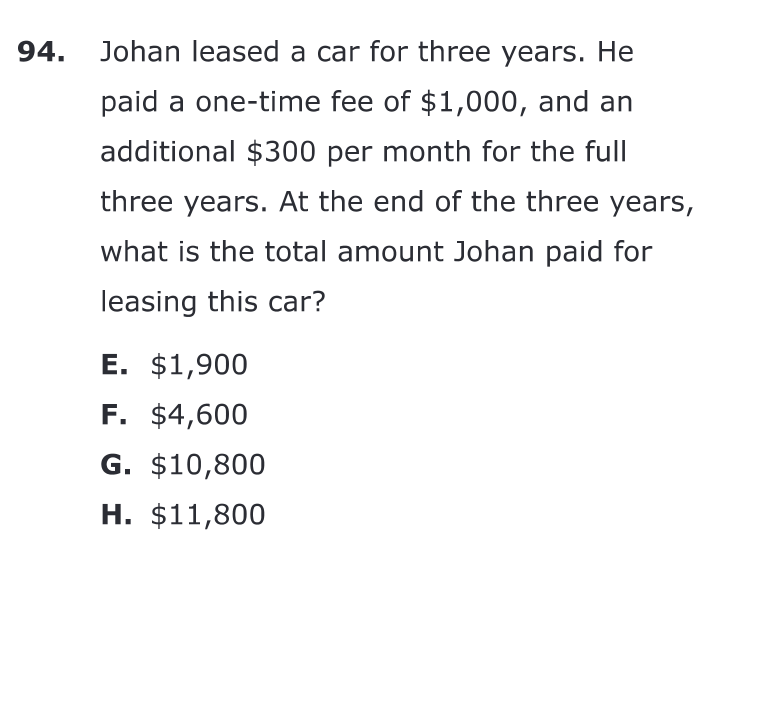 94. Johan leased a car for three years. He
paid a one-time fee of $1,000, and an
additional $300 per month for the full
three years. At the end of the three years,
what is the total amount Johan paid for
leasing this car?
E. $1,900
F. $4,600
G. $10,800
H. $11,800